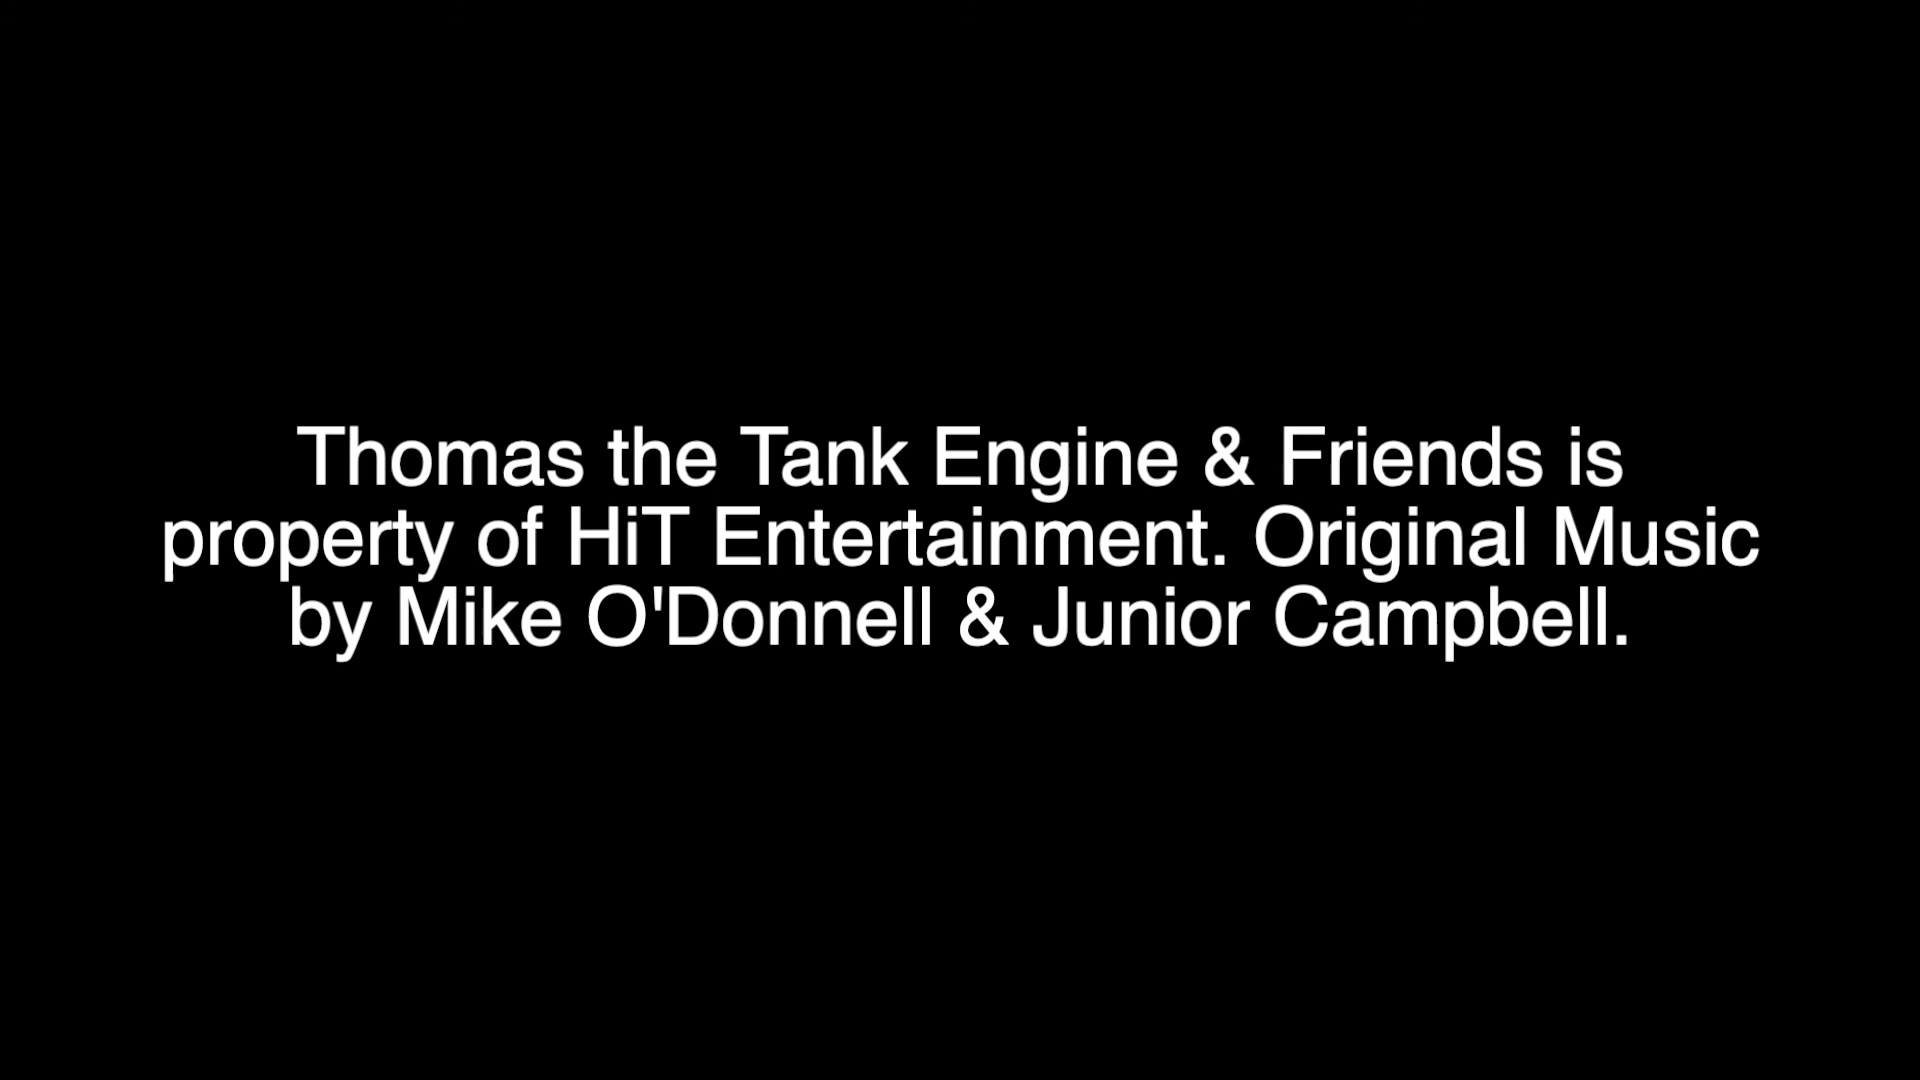 Thomas the Tank Engine & Friends is
property of HiT Entertainment. Original Music
by Mike O'Donnell & Junior Campbell.